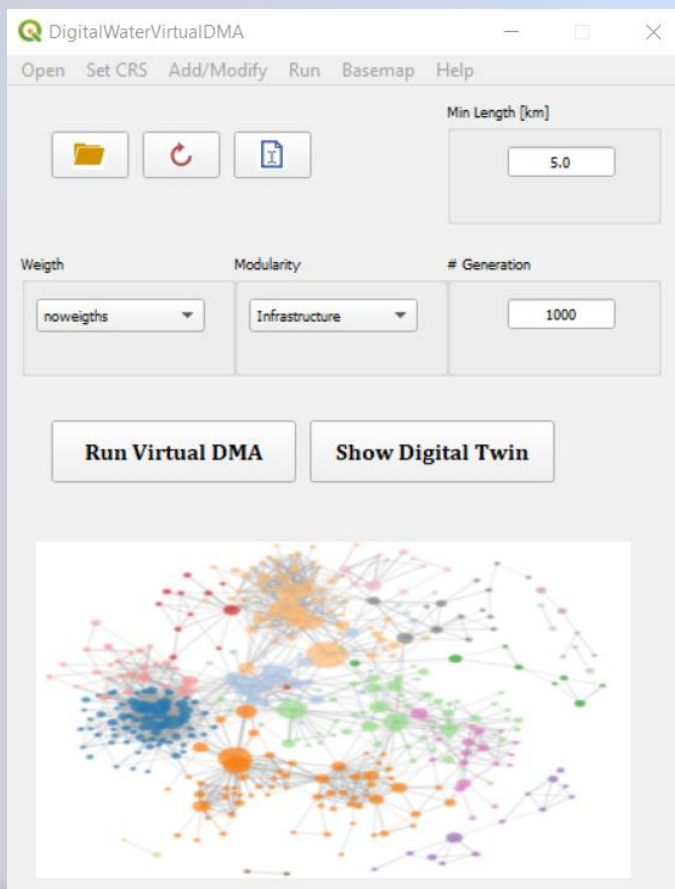 DigitalWaterVirtualDMA
Open Set CRS Add/Modify Run Basemap Help
Min Length [km]
5.0
Weigth Modularity # Generation
noweigths Infrastructure 1000
Run Virtual DMA Show Digital Twin